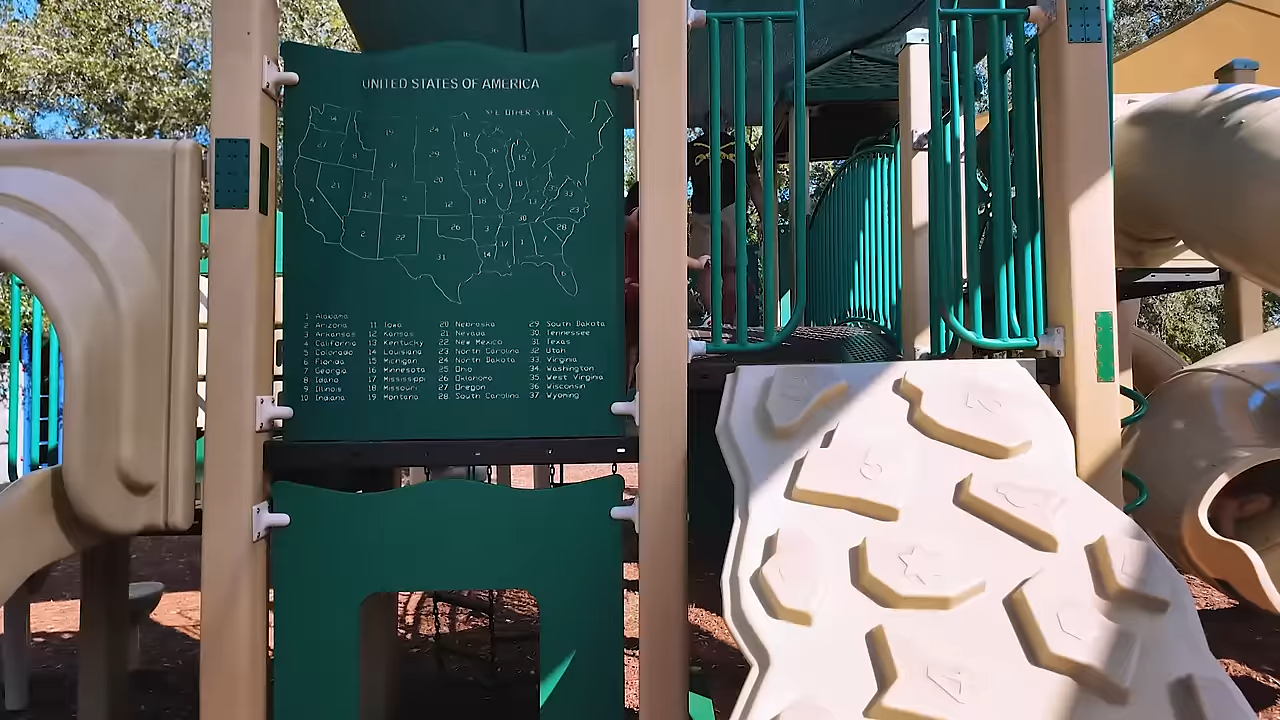 UNITED STATES OF AMERICA
SEE OTHER SIDE
1 Alabama
2 Arizona
3 Arkansas
4 California
5 Colorado
6 Florida
7 Georgia
8 Idaho
9 Illinois
10 Indiana
11 Iowa
12 Kansas
13 Kentucky
14 Louisiana
15 Michigan
16 Minnesota
17 Mississippi
18 Missouri
19 Montana
20 Nebraska
21 Nevada
22 New Mexico
23 North Carolina
24 North Dakota
25 Ohio
26 Oklahoma
27 Oregon
28 South Carolina
29 South Dakota
30 Tennessee
31 Texas
32 Utah
33 Virginia
34 Washington
35 West Virginia
36 Wisconsin
37 Wyoming